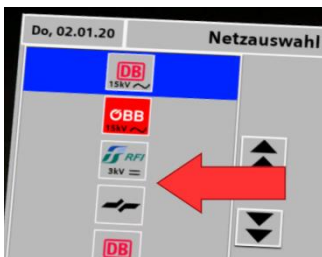 Do, 02.01.20
Netzauswahl
DB
15kV
ÖBB
15kV
RFI
3kV
DB